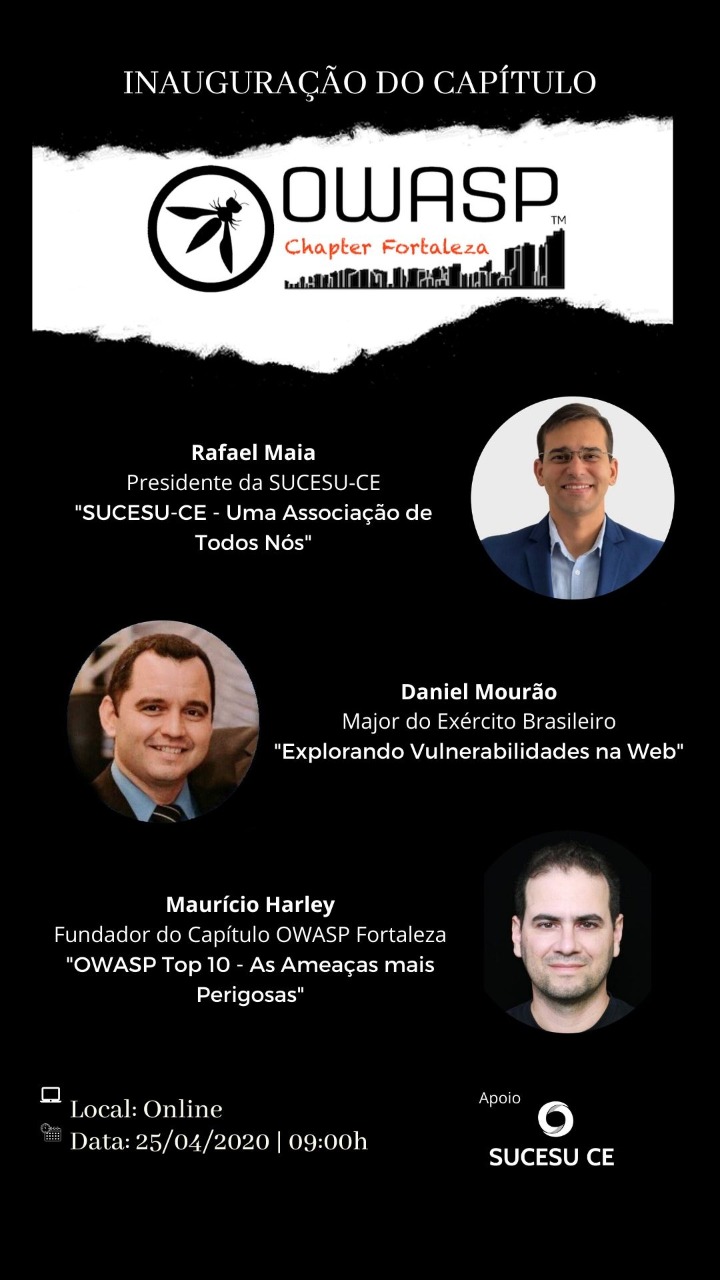 INAUGURAÇÃO DO CAPÍTULO
OWASP™
Chapter Fortaleza
Rafael Maia
Presidente da SUCESU-CE
"SUCESU-CE - Uma Associação de
Todos Nós"
Daniel Mourão
Major do Exército Brasileiro
"Explorando Vulnerabilidades na Web"
Maurício Harley
Fundador do Capítulo OWASP Fortaleza
"OWASP Top 10 - As Ameaças mais
Perigosas"
Local: Online
Data: 25/04/2020 | 09:00h
Apoio
SUCESU CE